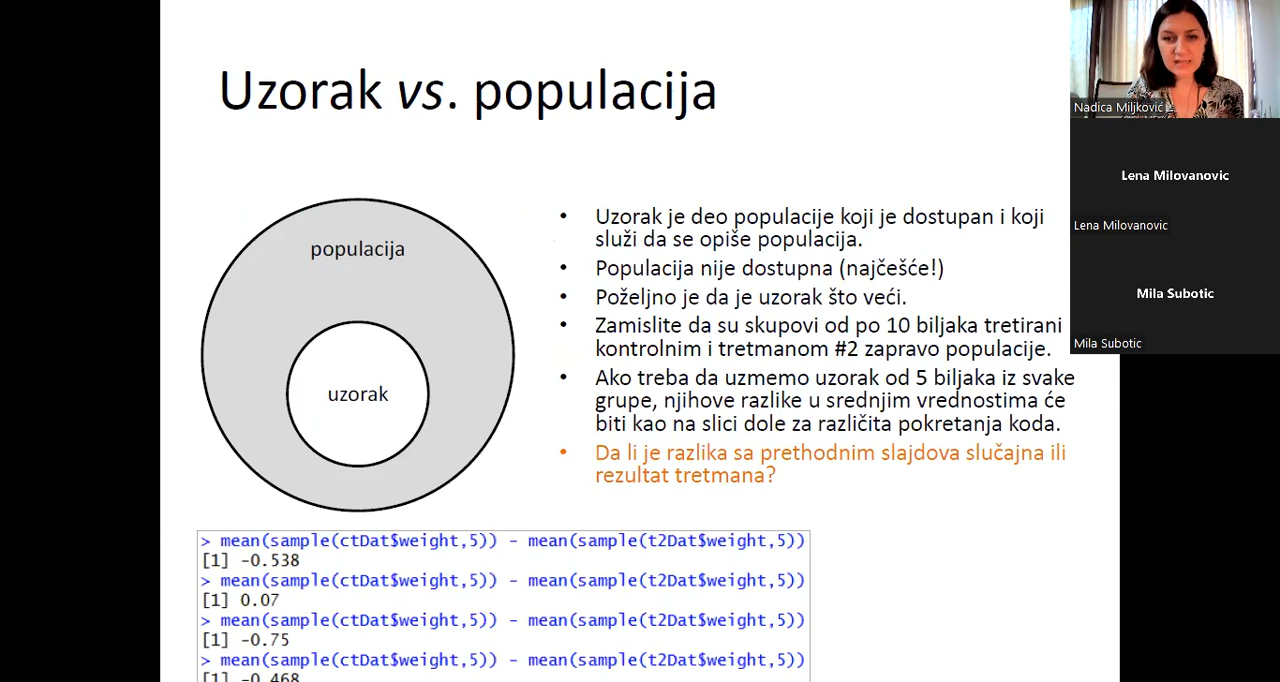 Uzorak vs. populacija
populacija
uzorak
• Uzorak je deo populacije koji je dostupan i koji
služi da se opiše populacija.
• Populacija nije dostupna (najčešće!)
• Poželjno je da je uzorak što veći.
• Zamislite da su skupovi od po 10 biljaka tretirani
kontrolnim i tretmanom #2 zapravo populacije.
• Ako treba da uzmemo uzorak od 5 biljaka iz svake
grupe, njihove razlike u srednjim vrednostima će
biti kao na slici dole za različita pokretanja koda.
• Da li je razlika sa prethodnim slajdova slučajna ili
rezultat tretmana?
> mean(sample(ctDat$weight,5)) - mean(sample(t2Dat$weight,5))
[1] -0.538
> mean(sample(ctDat$weight,5)) - mean(sample(t2Dat$weight,5))
[1] 0.07
> mean(sample(ctDat$weight,5)) - mean(sample(t2Dat$weight,5))
[1] -0.75
> mean(sample(ctDat$weight,5)) - mean(sample(t2Dat$weight,5))
[1] -0.468
Nadica Miljković
Lena Milovanovic
Lena Milovanovic
Mila Subotic
Mila Subotic